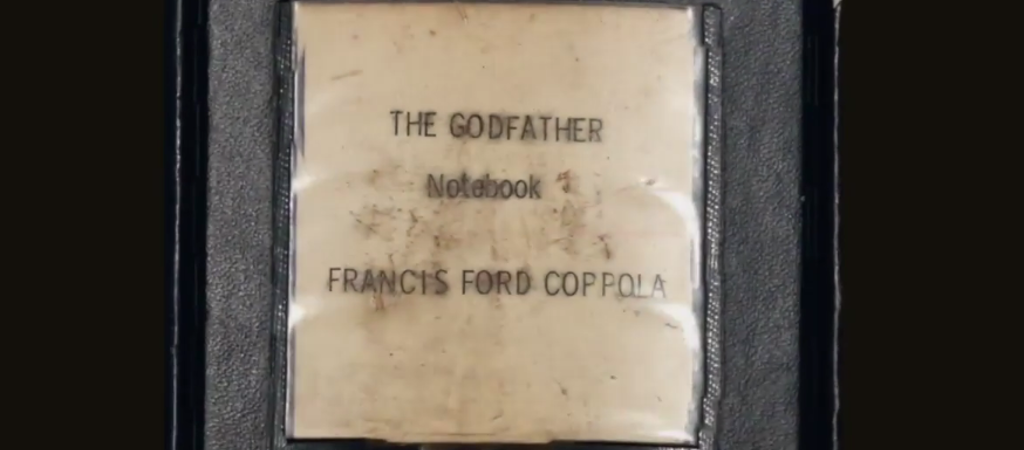 THE GODFATHER
Notebook
FRANCIS FORD COPPOLA